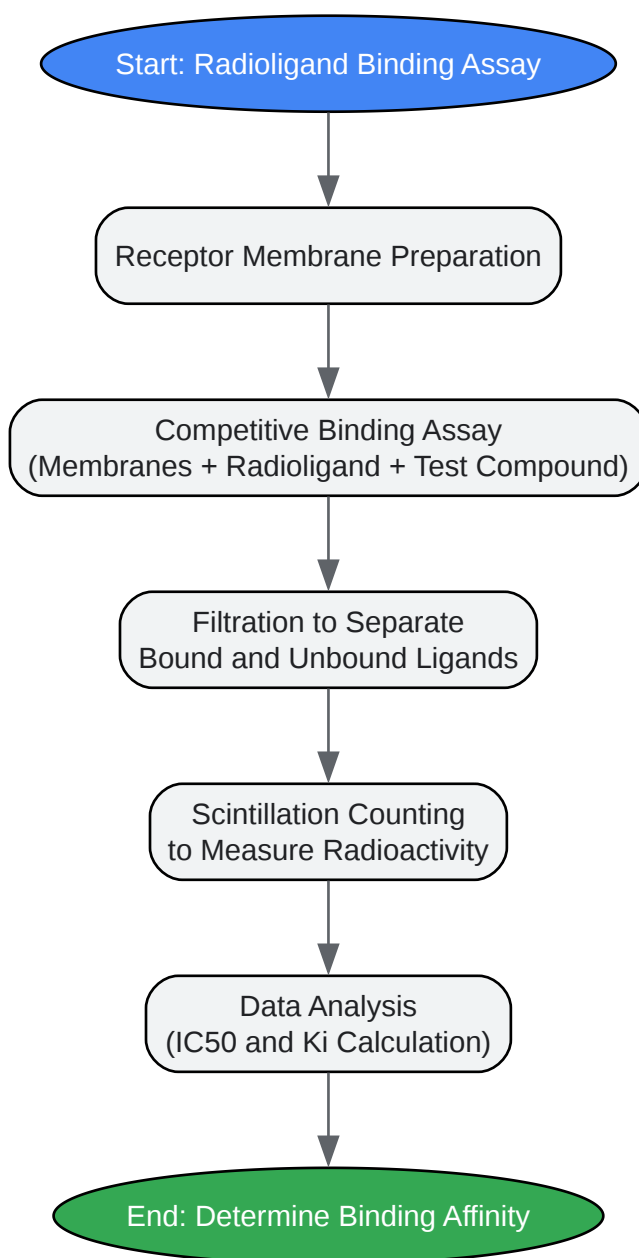 Start: Radioligand Binding Assay
Receptor Membrane Preparation
Competitive Binding Assay
(Membranes + Radioligand + Test Compound)
Filtration to Separate
Bound and Unbound Ligands
Scintillation Counting
to Measure Radioactivity
Data Analysis
(IC50 and Ki Calculation)
End: Determine Binding Affinity